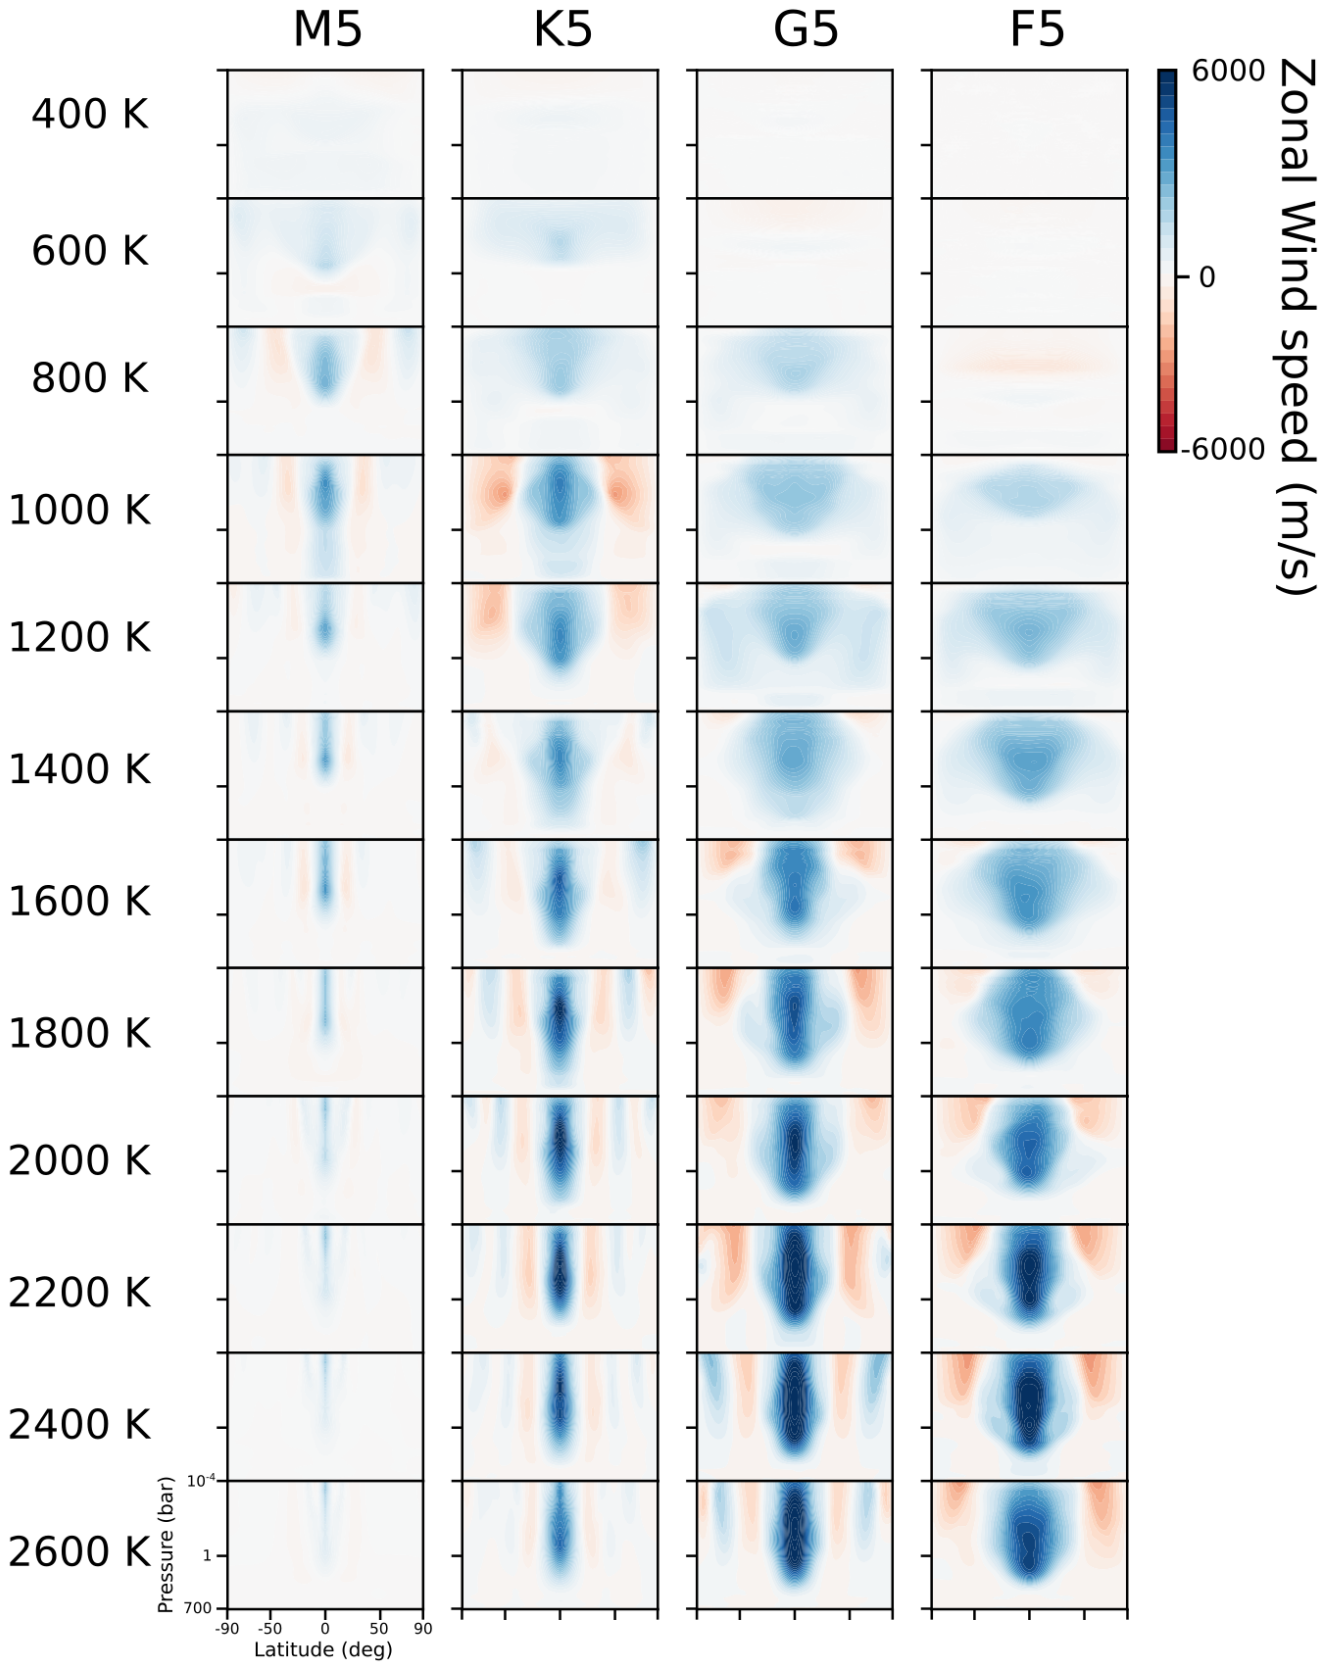 M5 K5 G5 F5
6000
0
-6000
Zonal Wind speed (m/s)
400 K
600 K
800 K
1000 K
1200 K
1400 K
1600 K
1800 K
2000 K
2200 K
2400 K
2600 K
Pressure (bar)
10⁻⁴
1
700
-90 -50 0 50 90
Latitude (deg)